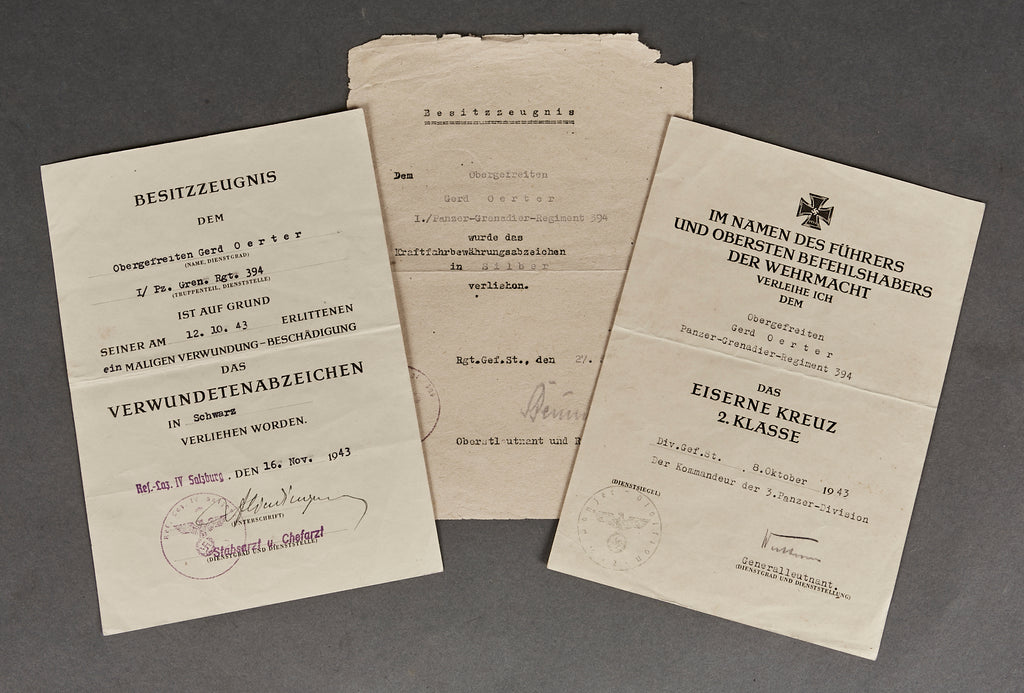 BESITZZEUGNIS
DEM
Obergefreiten Gerd Oerter
(NAME, DIENSTGRAD)
I/ Pz. Gren. Rgt. 394
(TRUPPENTEIL, DIENSTSTELLE)
IST AUF GRUND
SEINER AM 12. 10. 43 ERLITTENEN
ein MALIGEN VERWUNDUNG-BESCHÄDIGUNG
DAS
VERWUNDETENABZEICHEN
IN Schwarz
VERLIEHEN WORDEN.
Ref.-Laz. IV Salzburg, DEN 16. Nov. 1943
(UNTERSCHRIFT)
Stabsarzt u. Chefarzt
(DIENSTGRAD UND DIENSTSTELLE)
Besitzzeugnis
Dem Obergefreiten
Gerd Oerter
I./Panzer-Grenadier-Regiment 394
wurde das
Kraftfahrbewährungsabzeichen
in Silber
verliehen.
Rgt.Gef.St., den
Oberstleutnant und R
IM NAMEN DES FÜHRERS
UND OBERSTEN BEFEHLSHABERS
DER WEHRMACHT
VERLEIHE ICH
DEM
Obergefreiten
Gerd Oerter
Panzer-Grenadier-Regiment 394
DAS
EISERNE KREUZ
2. KLASSE
Div.Gef.St. , 8.Oktober 1943
Der Kommandeur der 3.Panzer-Division
(DIENSTSIEGEL)
Generalleutnant.
(DIENSTGRAD UND DIENSTSTELLUNG)